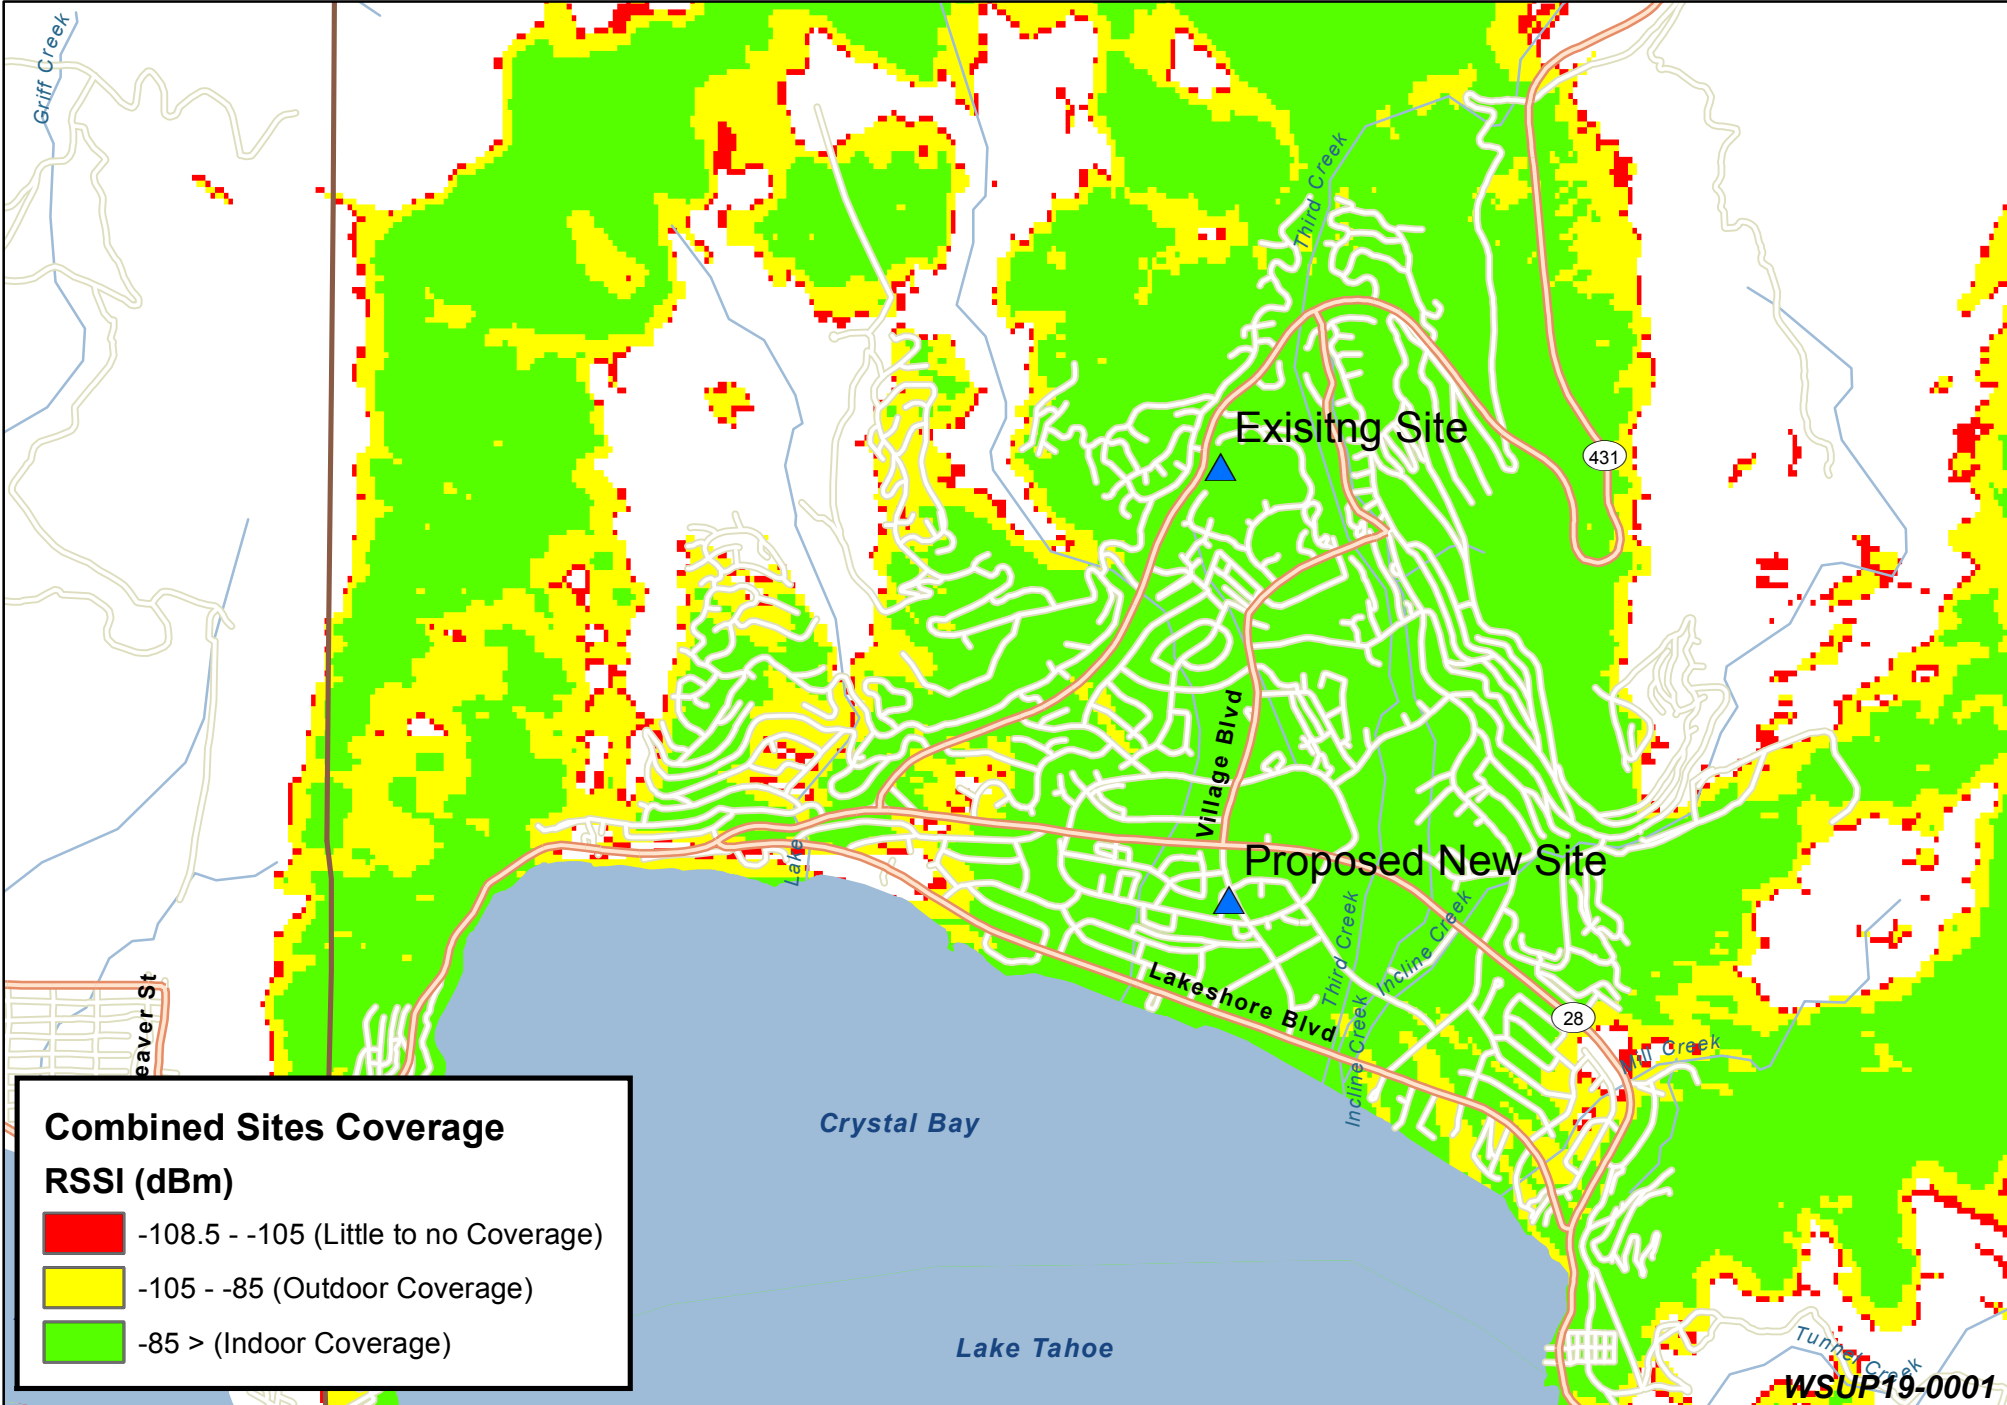 Griff Creek
Third Creek
Exisitng Site
431
Village Blvd
Proposed New Site
Lake
Third Creek
Incline Creek
Lakeshore Blvd
Incline Creek
28
Mill Creek
eaver St
Crystal Bay
Lake Tahoe
Tunnel Creek
Combined Sites Coverage
RSSI (dBm)
-108.5 - -105 (Little to no Coverage)
-105 - -85 (Outdoor Coverage)
-85 > (Indoor Coverage)
WSUP19-0001